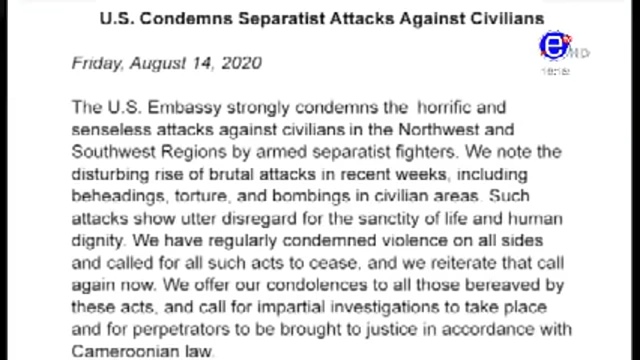 U.S. Condemns Separatist Attacks Against Civilians
Friday, August 14, 2020
The U.S. Embassy strongly condemns the horrific and
senseless attacks against civilians in the Northwest and
Southwest Regions by armed separatist fighters. We note the
disturbing rise of brutal attacks in recent weeks, including
beheadings, torture, and bombings in civilian areas. Such
attacks show utter disregard for the sanctity of life and human
dignity. We have regularly condemned violence on all sides
and called for all such acts to cease, and we reiterate that call
again now. We offer our condolences to all those bereaved by
these acts, and call for impartial investigations to take place
and for perpetrators to be brought to justice in accordance with
Cameroonian law.